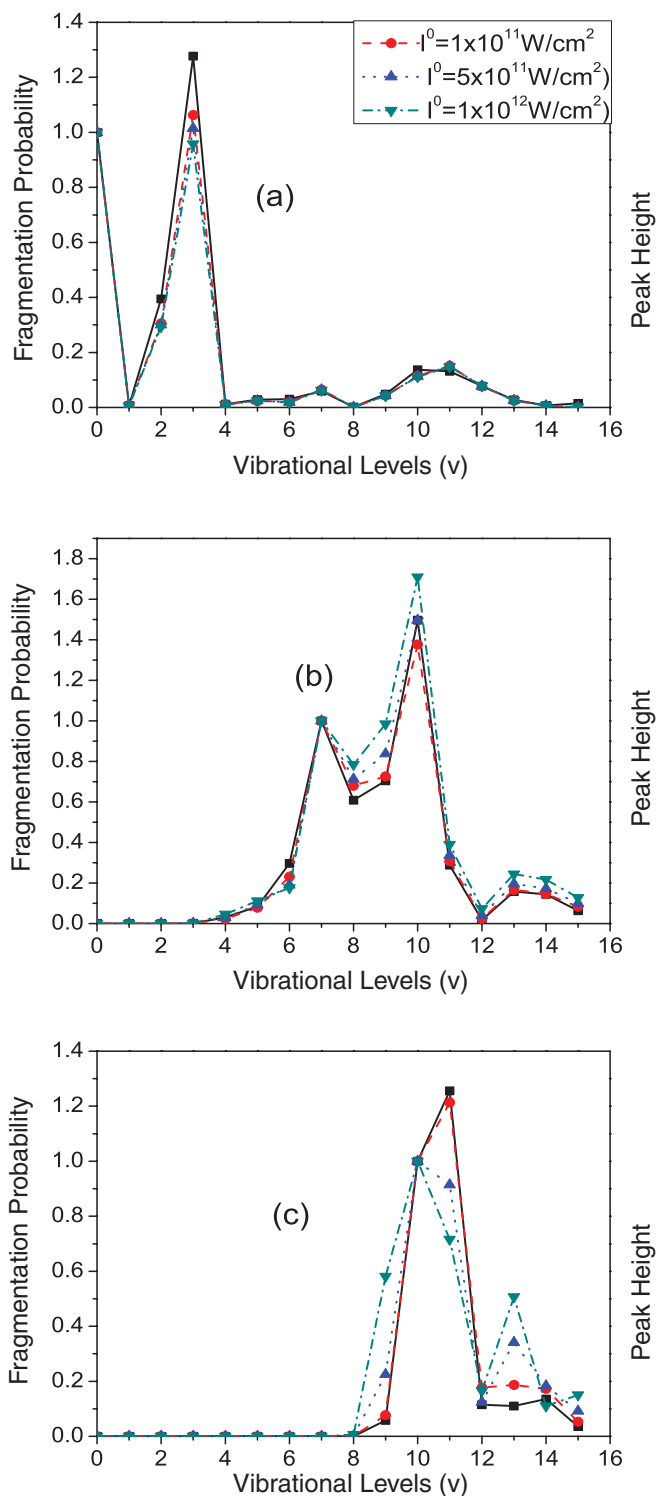 1.4
1.2
1.0
0.8
0.6
0.4
0.2
0.0
Fragmentation Probability
I⁰=1x10¹¹W/cm²
I⁰=5x10¹¹W/cm²)
I⁰=1x10¹²W/cm²)
(a)
Peak Height
0 2 4 6 8 10 12 14 16
Vibrational Levels (v)
1.8
1.6
1.4
1.2
1.0
0.8
0.6
0.4
0.2
0.0
Fragmentation Probability
(b)
Peak Height
0 2 4 6 8 10 12 14 16
Vibrational Levels (v)
1.4
1.2
1.0
0.8
0.6
0.4
0.2
0.0
Fragmentation Probability
(c)
Peak Height
0 2 4 6 8 10 12 14 16
Vibrational Levels (v)